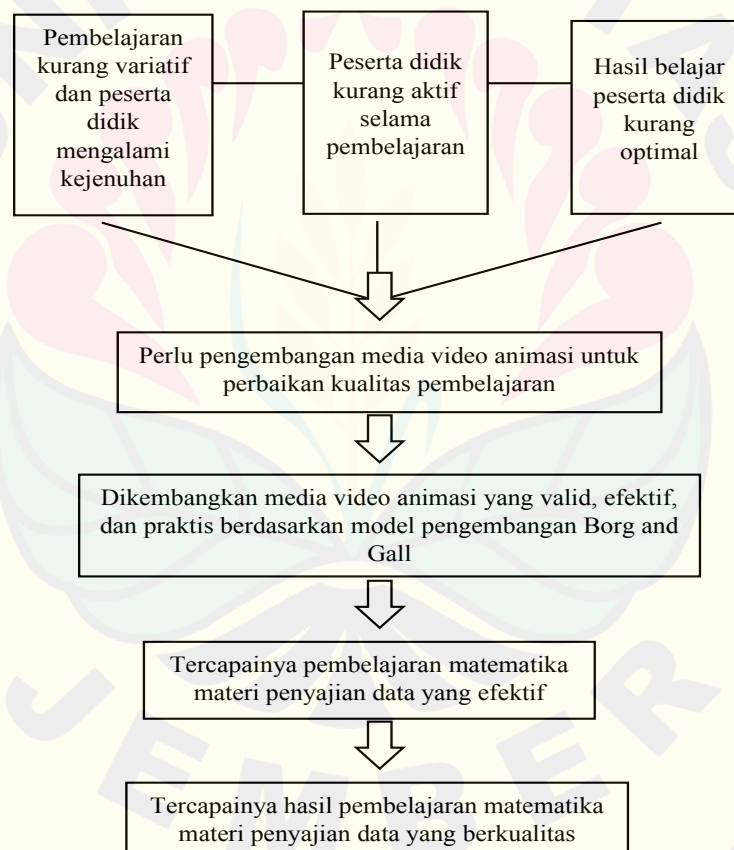 Pembelajaran
kurang variatif
dan peserta
didik
mengalami
kejenuhan
Peserta didik
kurang aktif
selama
pembelajaran
Hasil belajar
peserta didik
kurang
optimal
Perlu pengembangan media video animasi untuk
perbaikan kualitas pembelajaran
Dikembangkan media video animasi yang valid, efektif,
dan praktis berdasarkan model pengembangan Borg and
Gall
Tercapainya pembelajaran matematika
materi penyajian data yang efektif
Tercapainya hasil pembelajaran matematika
materi penyajian data yang berkualitas
JEMBER